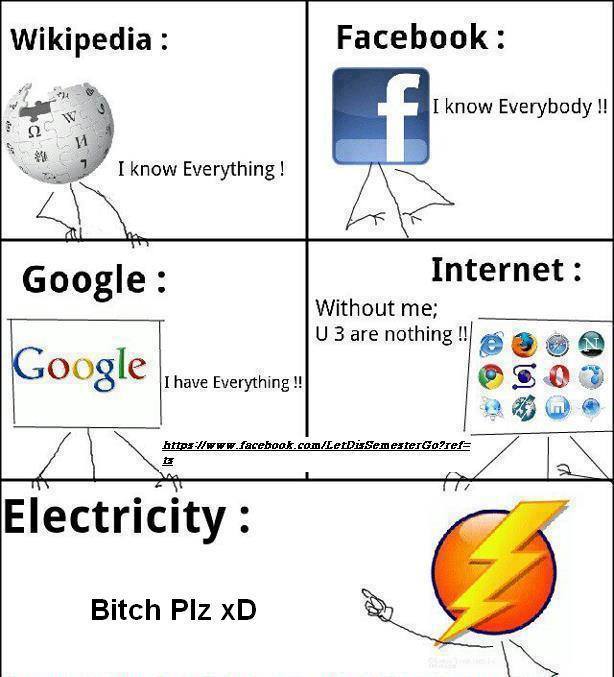 Wikipedia :
Ω W И
I know Everything !
Facebook :
f
I know Everybody !!
Google :
Google
I have Everything !!
Internet :
Without me;
U 3 are nothing !!
N
https://www.facebook.com/LetDisSemesterGo?ref=
ts
Electricity :
Bitch Plz xD